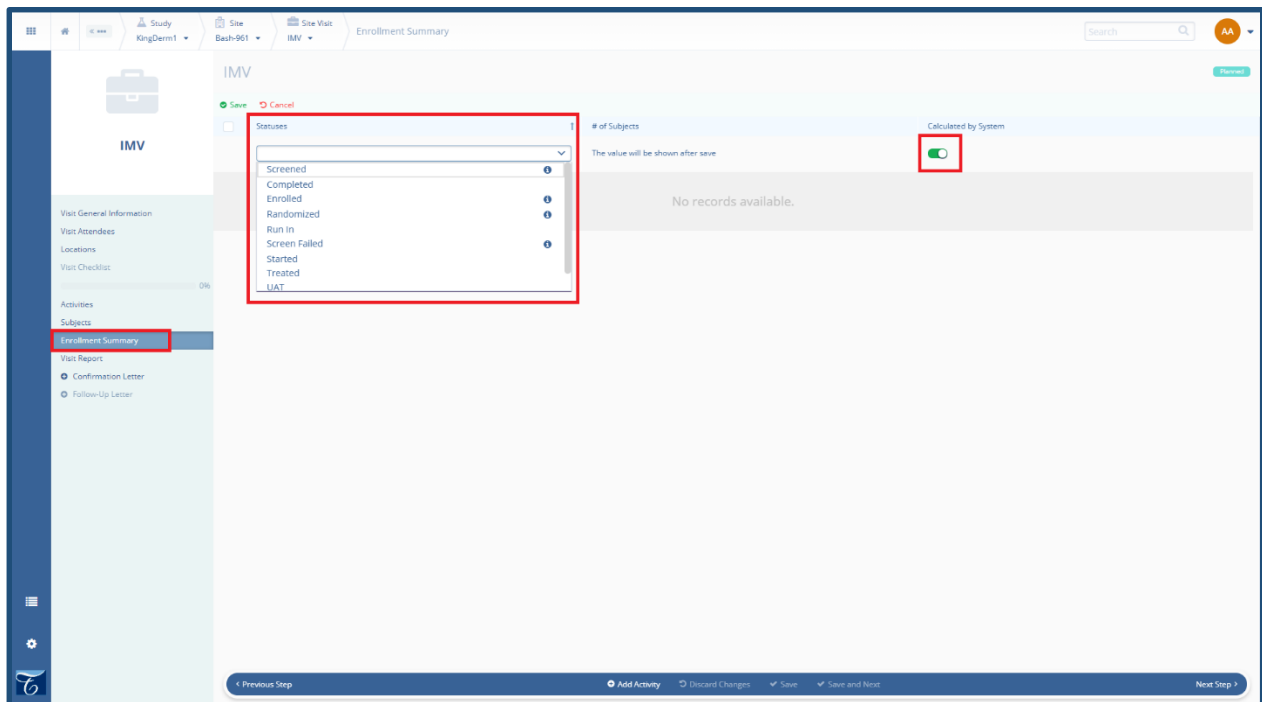 Study
KingDerm1
Site
Bash-961
Site Visit
IMV
Enrollment Summary
Search
AA
IMV
Planned
Save
Cancel
Statuses
# of Subjects
Calculated by System
The value will be shown after save
Screened
Completed
Enrolled
Randomized
Run In
Screen Failed
Started
Treated
UAT
No records available.
IMV
Visit General Information
Visit Attendees
Locations
Visit Checklist
0%
Activities
Subjects
Enrollment Summary
Visit Report
Confirmation Letter
Follow-Up Letter
Previous Step
Add Activity
Discard Changes
Save
Save and Next
Next Step